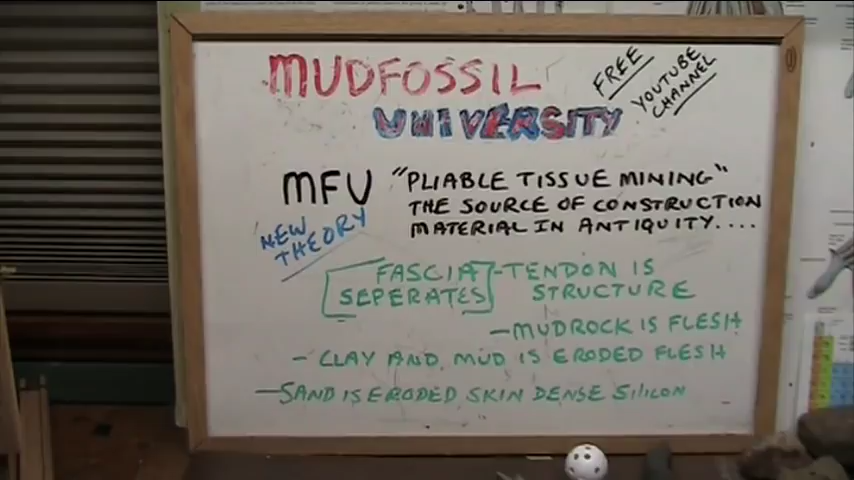 MUDFOSSIL
UNIVERSITY
FREE
YOUTUBE
CHANNEL
MFU "PLIABLE TISSUE MINING"
THE SOURCE OF CONSTRUCTION
MATERIAL IN ANTIQUITY....
NEW
THEORY
FASCIA - TENDON IS
SEPERATES STRUCTURE
- MUDROCK IS FLESH
- CLAY AND MUD IS ERODED FLESH
- SAND IS ERODED SKIN DENSE SILICON